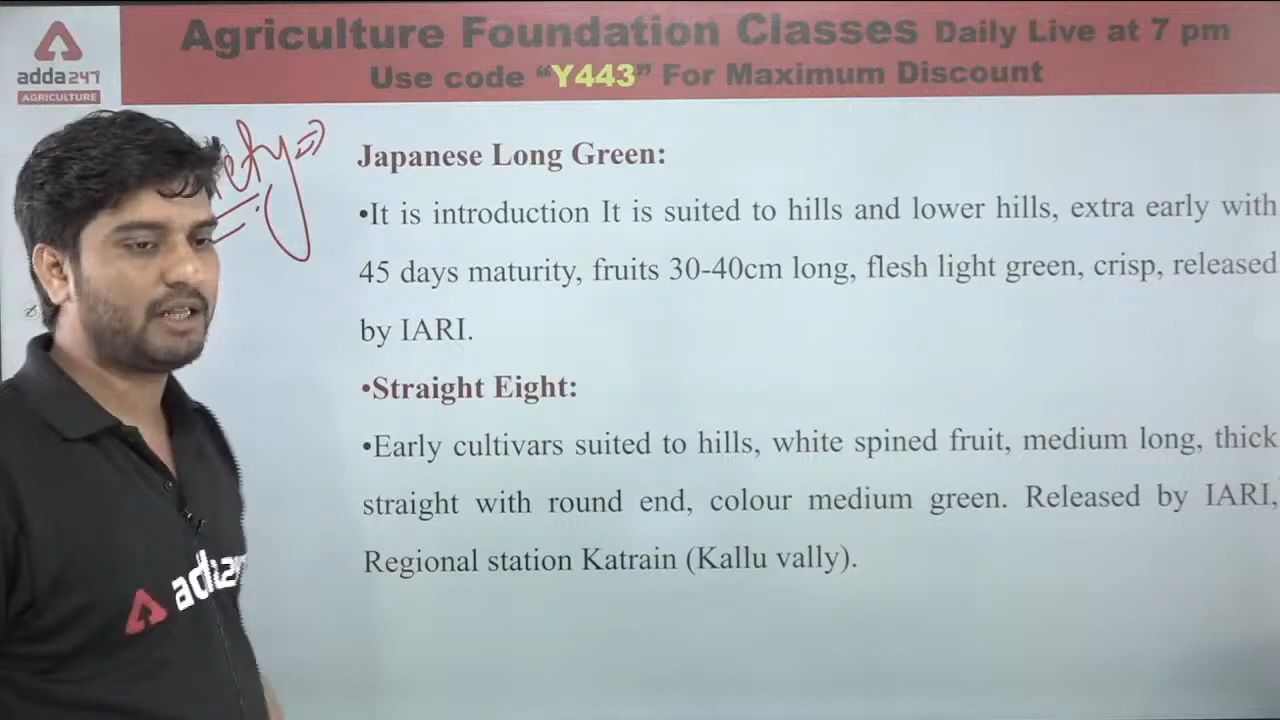 Agriculture Foundation Classes Daily Live at 7 pm
Use code “Y443” For Maximum Discount
adda247
AGRICULTURE
Japanese Long Green:
•It is introduction It is suited to hills and lower hills, extra early with
45 days maturity, fruits 30-40cm long, flesh light green, crisp, released
by IARI.
•Straight Eight:
•Early cultivars suited to hills, white spined fruit, medium long, thick
straight with round end, colour medium green. Released by IARI,
Regional station Katrain (Kallu vally).